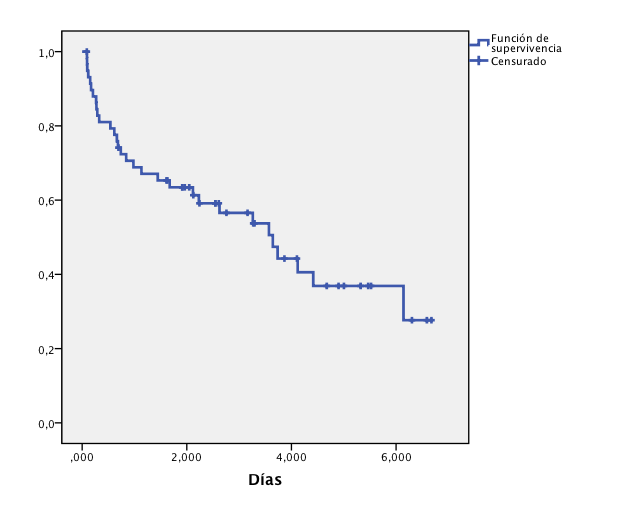 1,0
0,8
0,6
0,4
0,2
0,0
,000
2,000
4,000
6,000
Días
Función de
supervivencia
Censurado